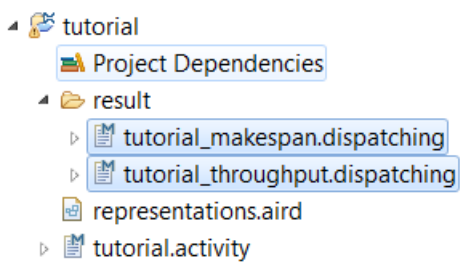 tutorial
Project Dependencies
result
tutorial_makespan.dispatching
tutorial_throughput.dispatching
representations.aird
tutorial.activity